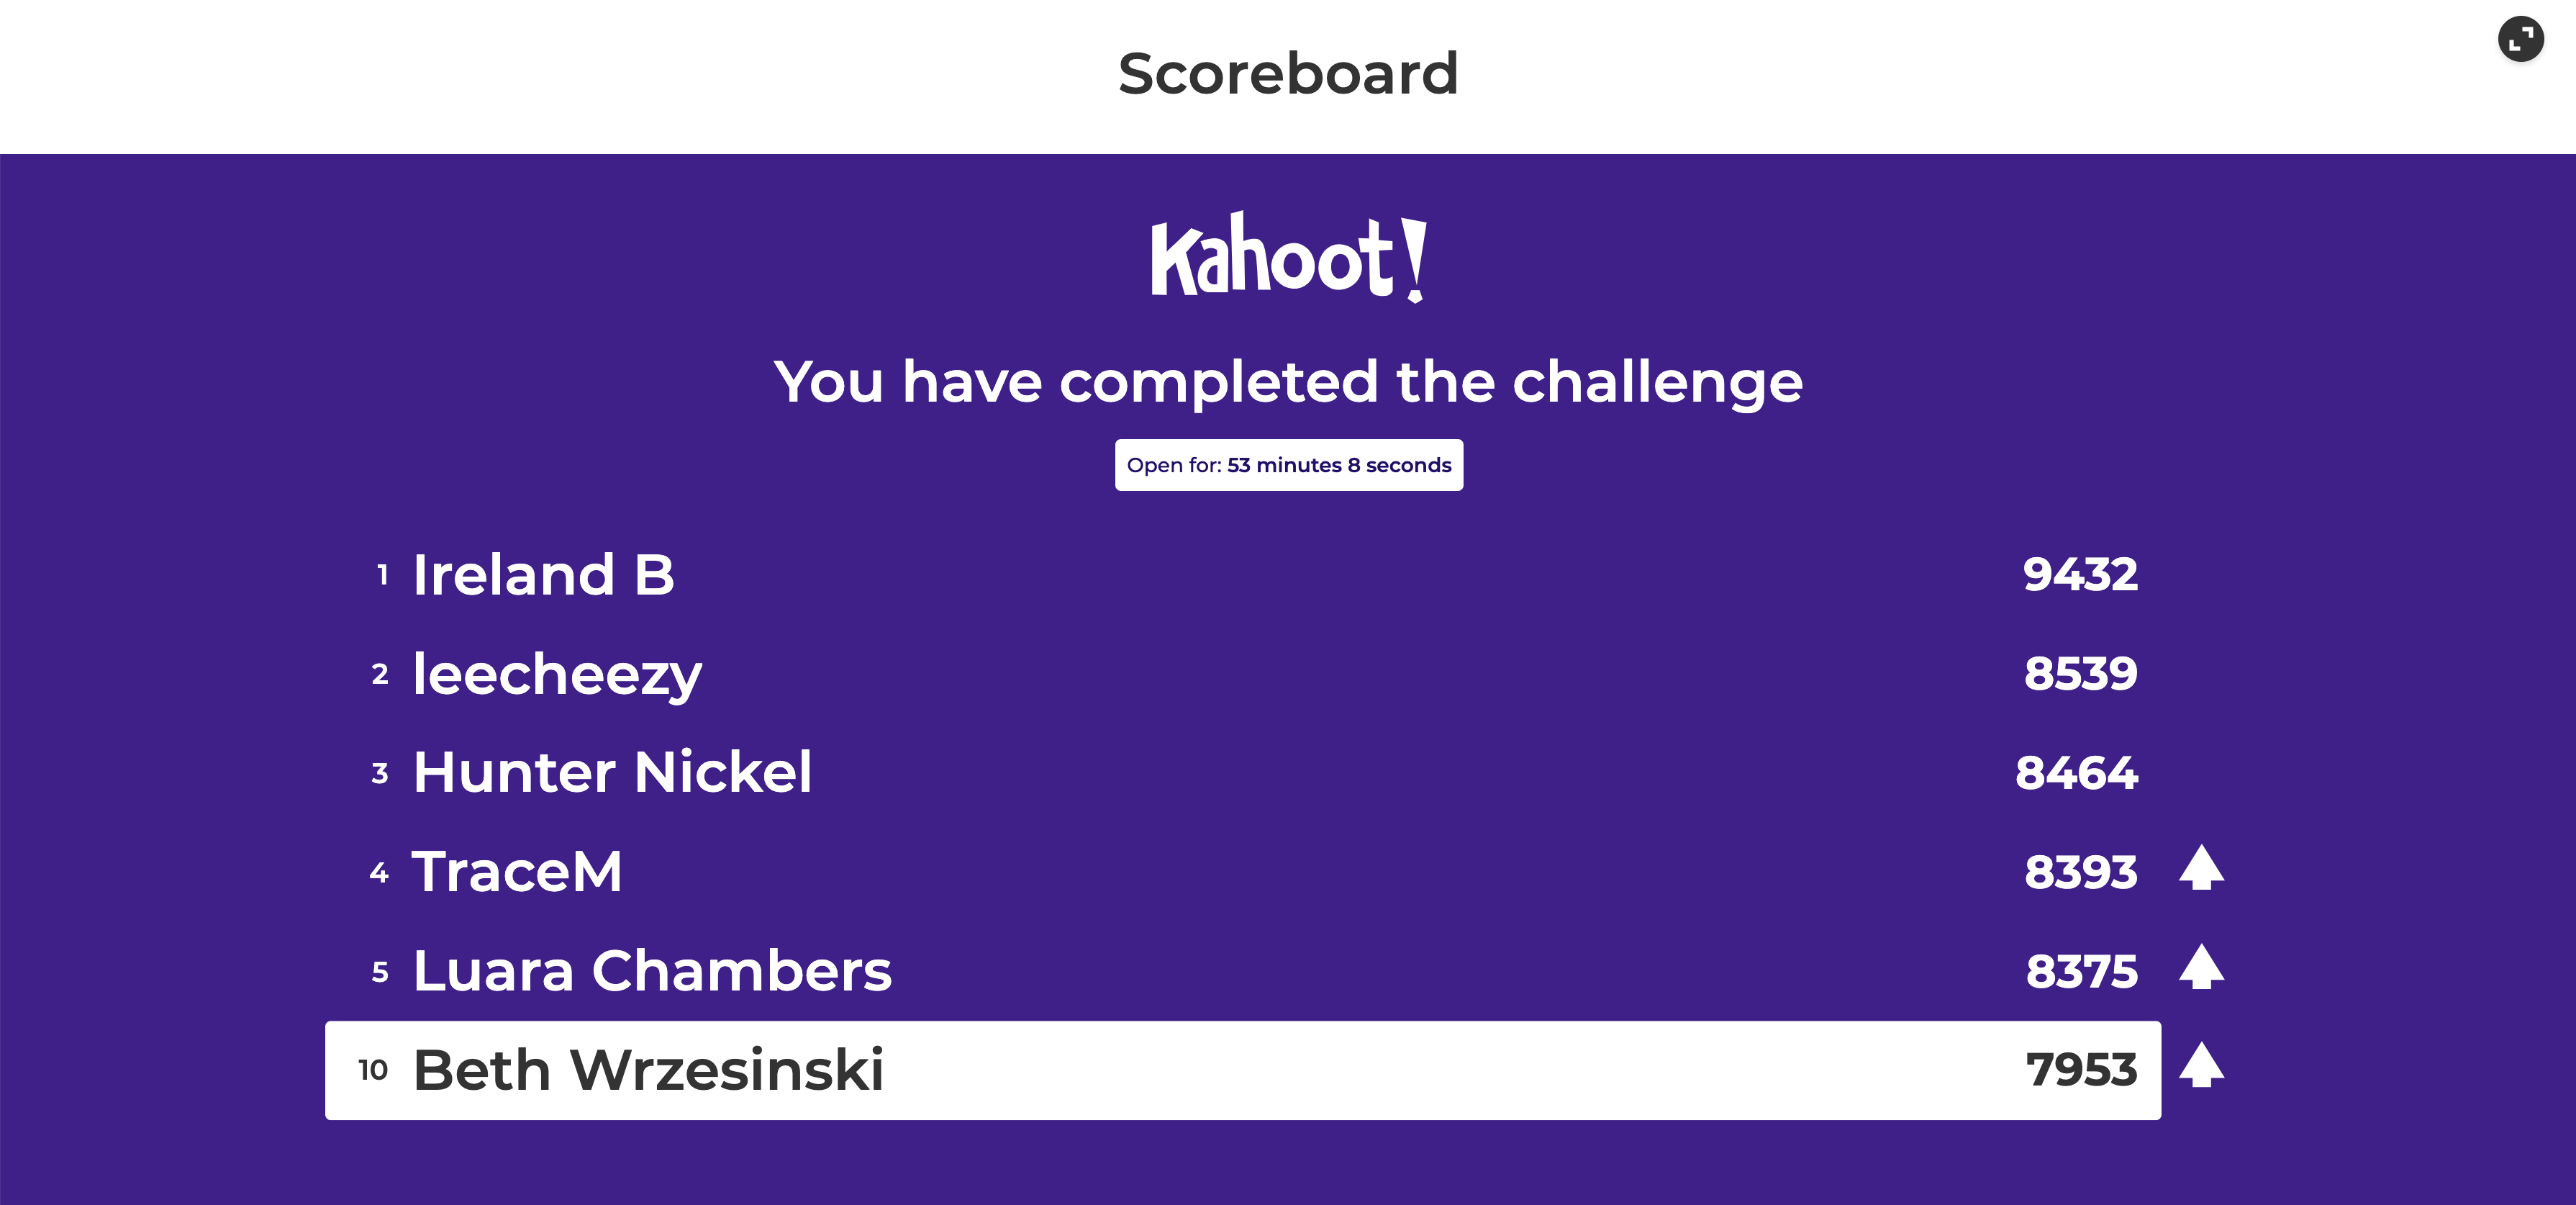 Scoreboard
Kahoot!
You have completed the challenge
Open for: 53 minutes 8 seconds
1 Ireland B 9432
2 leecheezy 8539
3 Hunter Nickel 8464
4 TraceM 8393
5 Luara Chambers 8375
10 Beth Wrzesinski 7953